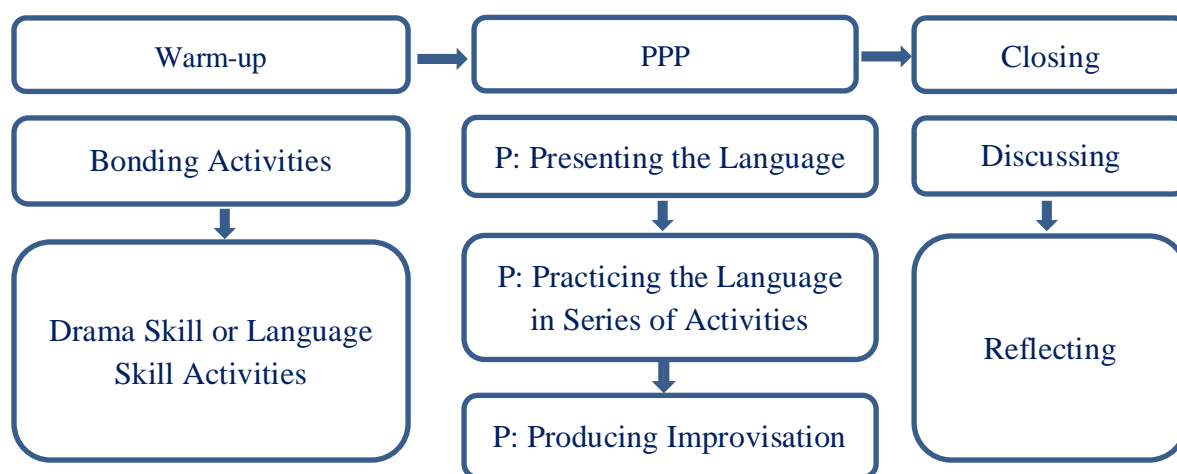 Warm-up
PPP
Closing
Bonding Activities
Drama Skill or Language
Skill Activities
P: Presenting the Language
P: Practicing the Language
in Series of Activities
P: Producing Improvisation
Discussing
Reflecting